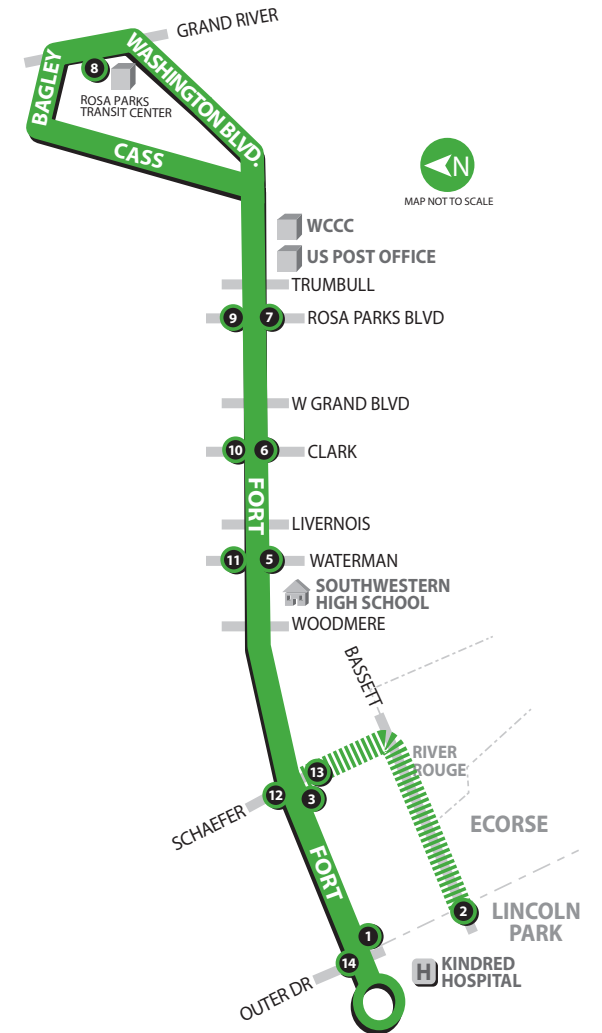 GRAND RIVER
WASHINGTON BLVD.
BAGLEY
8
ROSA PARKS
TRANSIT CENTER
CASS
N
MAP NOT TO SCALE
WCCC
US POST OFFICE
TRUMBULL
9
7
ROSA PARKS BLVD
W GRAND BLVD
10
6
CLARK
FORT
LIVERNOIS
11
5
WATERMAN
SOUTHWESTERN
HIGH SCHOOL
WOODMERE
BASSETT
RIVER
ROUGE
13
12
3
SCHAEFER
ECORSE
FORT
2
LINCOLN
PARK
1
14
H
KINDRED
HOSPITAL
OUTER DR